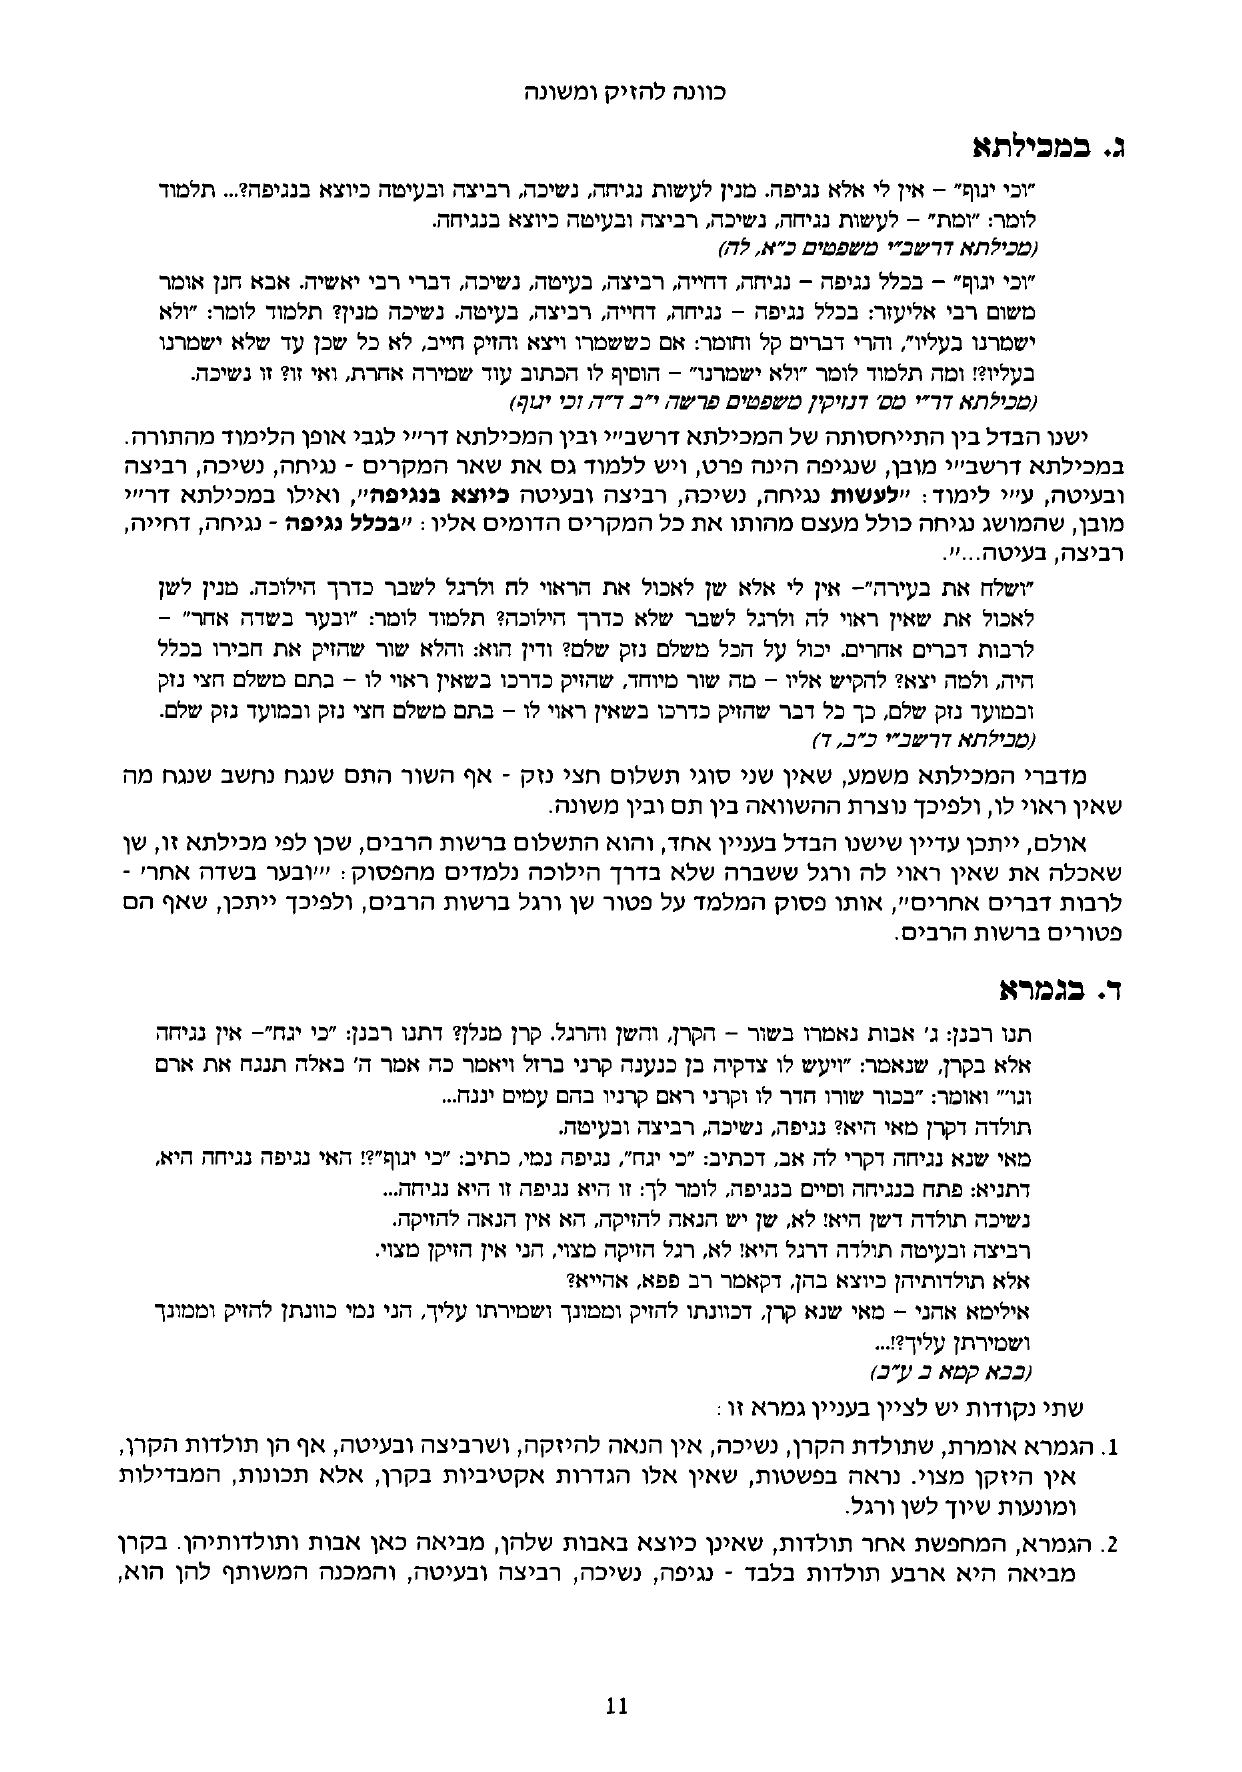 כוונה להזיק ומשונה
ג. במכילתא
"וכי יגוף" – אין לי אלא נגיפה. מנין לעשות נגיחה, נשיכה, רביצה ובעיטה כיוצא בנגיפה?... תלמוד
לומר: "ומת" – לעשות נגיחה, נשיכה, רביצה ובעיטה כיוצא בנגיחה.
(מכילתא דרשב"י משפטים כ"א, לה)
"וכי יגוף" – בכלל נגיפה – נגיחה, דחייה, רביצה, בעיטה, נשיכה, דברי רבי יאשיה. אבא חנן אומר
משום רבי אליעזר: בכלל נגיפה – נגיחה, דחייה, רביצה, בעיטה. נשיכה מנין? תלמוד לומר: "ולא
ישמרנו בעליו", והרי דברים קל וחומר: אם כששמרו ויצא והזיק חייב, לא כל שכן עד שלא ישמרנו
בעליו?! ומה תלמוד לומר "ולא ישמרנו" – הוסיף לו הכתוב עוד שמירה אחרת, ואי זו? זו נשיכה.
(מכילתא דר"י מס' דנזיקין משפטים פרשה י"ב ד"ה וכי יגוף)
ישנו הבדל בין התייחסותה של המכילתא דרשב"י ובין המכילתא דר"י לגבי אופן הלימוד מהתורה.
במכילתא דרשב"י מובן, שנגיפה הינה פרט, ויש ללמוד גם את שאר המקרים - נגיחה, נשיכה, רביצה
ובעיטה, ע"י לימוד: "לעשות נגיחה, נשיכה, רביצה ובעיטה כיוצא בנגיפה", ואילו במכילתא דר"י
מובן, שהמושג נגיחה כולל מעצם מהותו את כל המקרים הדומים אליו: "בכלל נגיפה - נגיחה, דחייה,
רביצה, בעיטה...".
"ושלח את בעירה"– אין לי אלא שן לאכול את הראוי לה ולרגל לשבר כדרך הילוכה. מנין לשן
לאכול את שאין ראוי לה ולרגל לשבר שלא כדרך הילוכה? תלמוד לומר: "ובער בשדה אחר" –
לרבות דברים אחרים. יכול על הכל משלם נזק שלם? ודין הוא: והלא שור שהזיק את חבירו בכלל
היה, ולמה יצא? להקיש אליו – מה שור מיוחד, שהזיק כדרכו בשאין ראוי לו – בתם משלם חצי נזק
ובמועד נזק שלם, כך כל דבר שהזיק כדרכו בשאין ראוי לו – בתם משלם חצי נזק ובמועד נזק שלם.
(מכילתא דרשב"י כ"ב, ד)
מדברי המכילתא משמע, שאין שני סוגי תשלום חצי נזק - אף השור התם שנגח נחשב שנגח מה
שאין ראוי לו, ולפיכך נוצרת ההשוואה בין תם ובין משונה.
אולם, ייתכן עדיין שישנו הבדל בעניין אחד, והוא התשלום ברשות הרבים, שכן לפי מכילתא זו, שן
שאכלה את שאין ראוי לה ורגל ששברה שלא בדרך הילוכה נלמדים מהפסוק: "'ובער בשדה אחר' -
לרבות דברים אחרים", אותו פסוק המלמד על פטור שן ורגל ברשות הרבים, ולפיכך ייתכן, שאף הם
פטורים ברשות הרבים.
ד. בגמרא
תנו רבנן: ג' אבות נאמרו בשור – הקרן, והשן והרגל. קרן מנלן? דתנו רבנן: "כי יגח"– אין נגיחה
אלא בקרן, שנאמר: "ויעש לו צדקיה בן כנענה קרני ברזל ויאמר כה אמר ה' באלה תנגח את ארם
וגו'" ואומר: "בכור שורו הדר לו וקרני ראם קרניו בהם עמים ינגח...
תולדה דקרן מאי היא? נגיפה, נשיכה, רביצה ובעיטה.
מאי שנא נגיחה דקרי לה אב, דכתיב: "כי יגח", נגיפה נמי, כתיב: "כי יגוף"?! האי נגיפה נגיחה היא,
דתניא: פתח בנגיחה וסיים בנגיפה, לומר לך: זו היא נגיפה זו היא נגיחה...
נשיכה תולדה דשן היא! לא, שן יש הנאה להזיקה, הא אין הנאה להזיקה.
רביצה ובעיטה תולדה דרגל היא! לא, רגל הזיקה מצוי, הני אין הזיקן מצוי.
אלא תולדותיהן כיוצא בהן, דקאמר רב פפא, אהייא?
אילימא אהני – מאי שנא קרן, דכוונתו להזיק וממונך ושמירתו עליך, הני נמי כוונתן להזיק וממונך
ושמירתן עליך?!...
(בבא קמא ב ע"ב)
שתי נקודות יש לציין בעניין גמרא זו:
1. הגמרא אומרת, שתולדת הקרן, נשיכה, אין הנאה להיזקה, ושרביצה ובעיטה, אף הן תולדות הקרן,
אין היזקן מצוי. נראה בפשטות, שאין אלו הגדרות אקטיביות בקרן, אלא תכונות, המבדילות
ומונעות שיוך לשן ורגל.
2. הגמרא, המחפשת אחר תולדות, שאינן כיוצא באבות שלהן, מביאה כאן אבות ותולדותיהן. בקרן
מביאה היא ארבע תולדות בלבד - נגיפה, נשיכה, רביצה ובעיטה, והמכנה המשותף להן הוא,
11